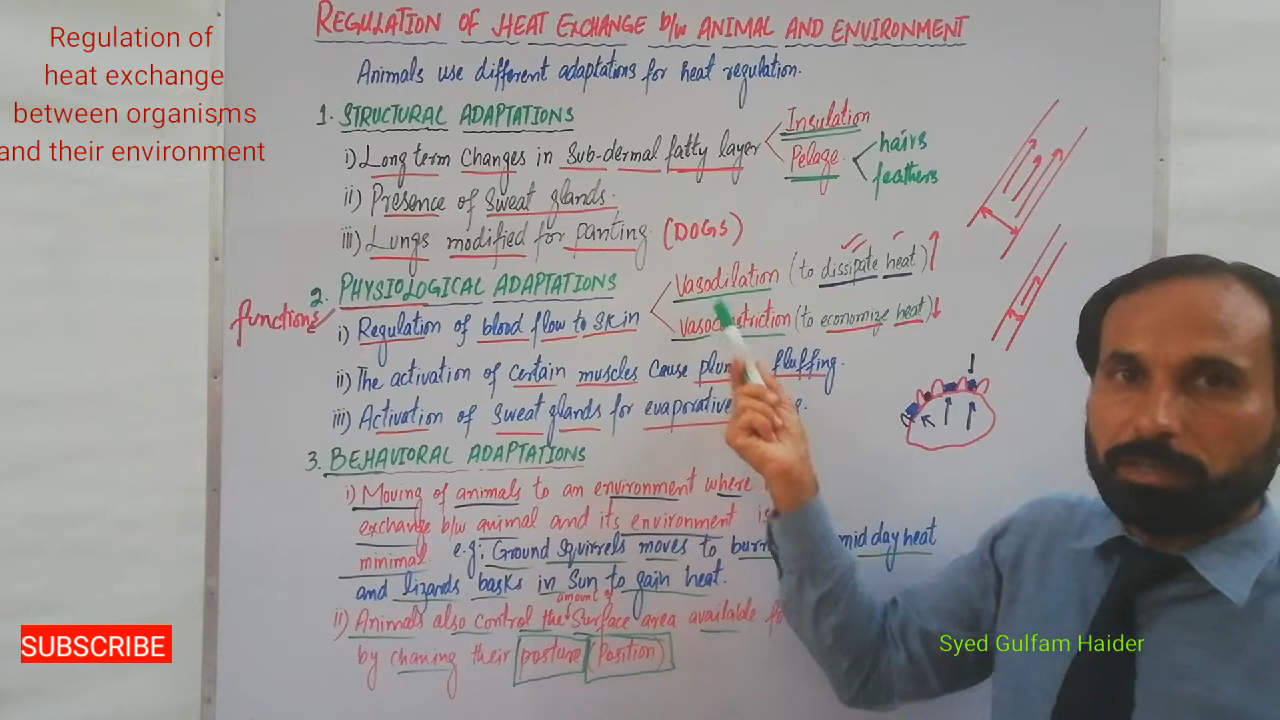 Regulation of
heat exchange
between organisms
and their environment
REGULATION OF HEAT EXCHANGE b/w ANIMAL AND ENVIRONMENT
Animals use different adaptations for heat regulation.
1. STRUCTURAL ADAPTATIONS
i) Long term Changes in Sub-dermal fatty layer
Insulation
Pelage
hairs
feathers
ii) Presence of Sweat glands.
iii) Lungs modified for panting. (DOGS)
2. PHYSIOLOGICAL ADAPTATIONS
functions
Vasodilation (to dissipate heat)
i) Regulation of blood flow to Skin
(to economize heat)
ii) The activation of Certain muscles Cause fluffing.
iii) Activation of Sweat glands for evaporative
3. BEHAVIORAL ADAPTATIONS
i) Moving of animals to an environment where
exchange b/w animal and its environment
minimal. e.g; Ground Squirrels moves to mid day heat
and lizards basks in Sun to gain heat.
ii) Animals also control the amount of Surface area available
by chaning their posture (Position)
SUBSCRIBE
Syed Gulfam Haider